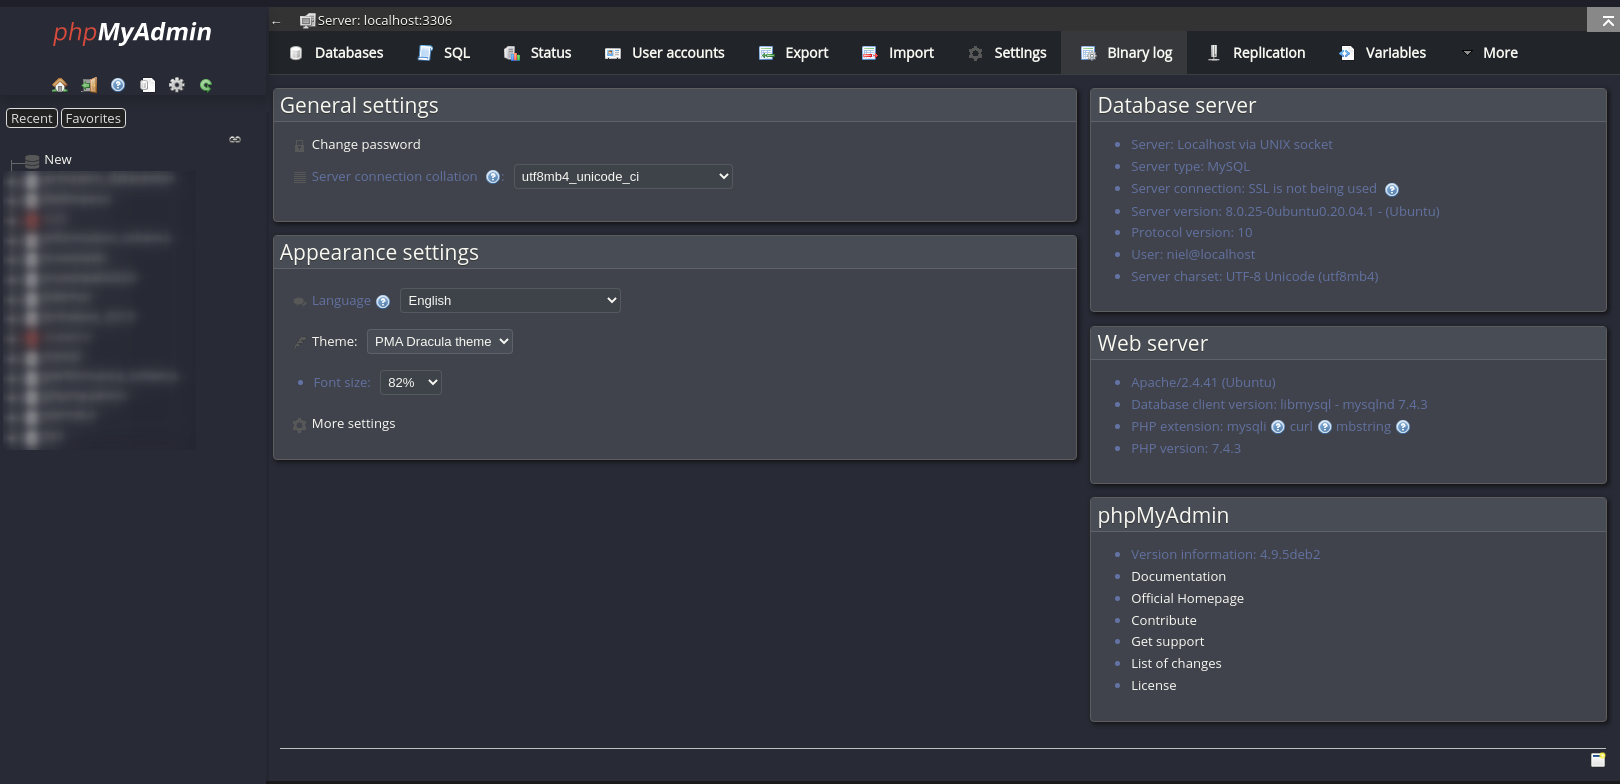 phpMyAdmin
Recent Favorites
New
← Server: localhost:3306
Databases SQL Status User accounts Export Import Settings Binary log Replication Variables More
General settings
Change password
Server connection collation utf8mb4_unicode_ci
Appearance settings
Language English
Theme: PMA Dracula theme
Font size: 82%
More settings
Database server
Server: Localhost via UNIX socket
Server type: MySQL
Server connection: SSL is not being used
Server version: 8.0.25-0ubuntu0.20.04.1 - (Ubuntu)
Protocol version: 10
User: niel@localhost
Server charset: UTF-8 Unicode (utf8mb4)
Web server
Apache/2.4.41 (Ubuntu)
Database client version: libmysql - mysqlnd 7.4.3
PHP extension: mysqli curl mbstring
PHP version: 7.4.3
phpMyAdmin
Version information: 4.9.5deb2
Documentation
Official Homepage
Contribute
Get support
List of changes
License